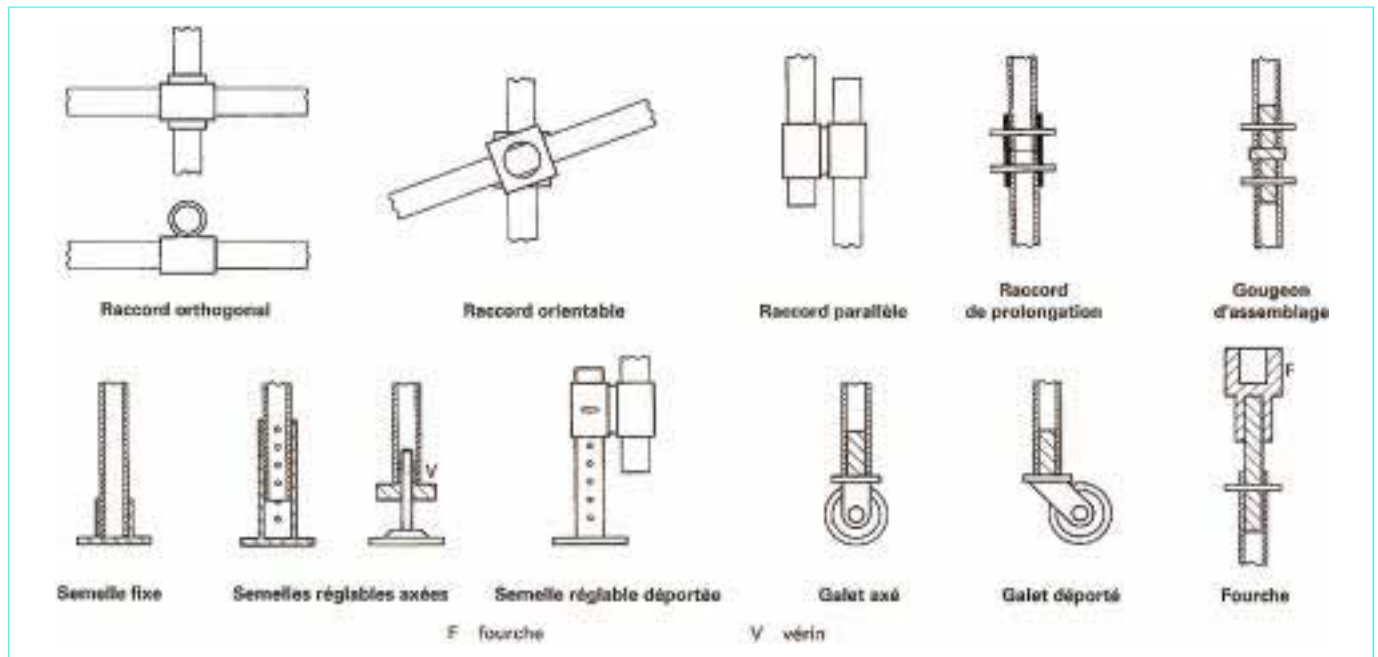 Raccord orthogonal
Raccord orientable
Raccord parallèle
Raccord
de prolongation
Gougeon
d'assemblage
F
V
Semelle fixe
Semelles réglables axées
Semelle réglable déportée
Galet axé
Galet déporté
Fourche
F fourche
V vérin